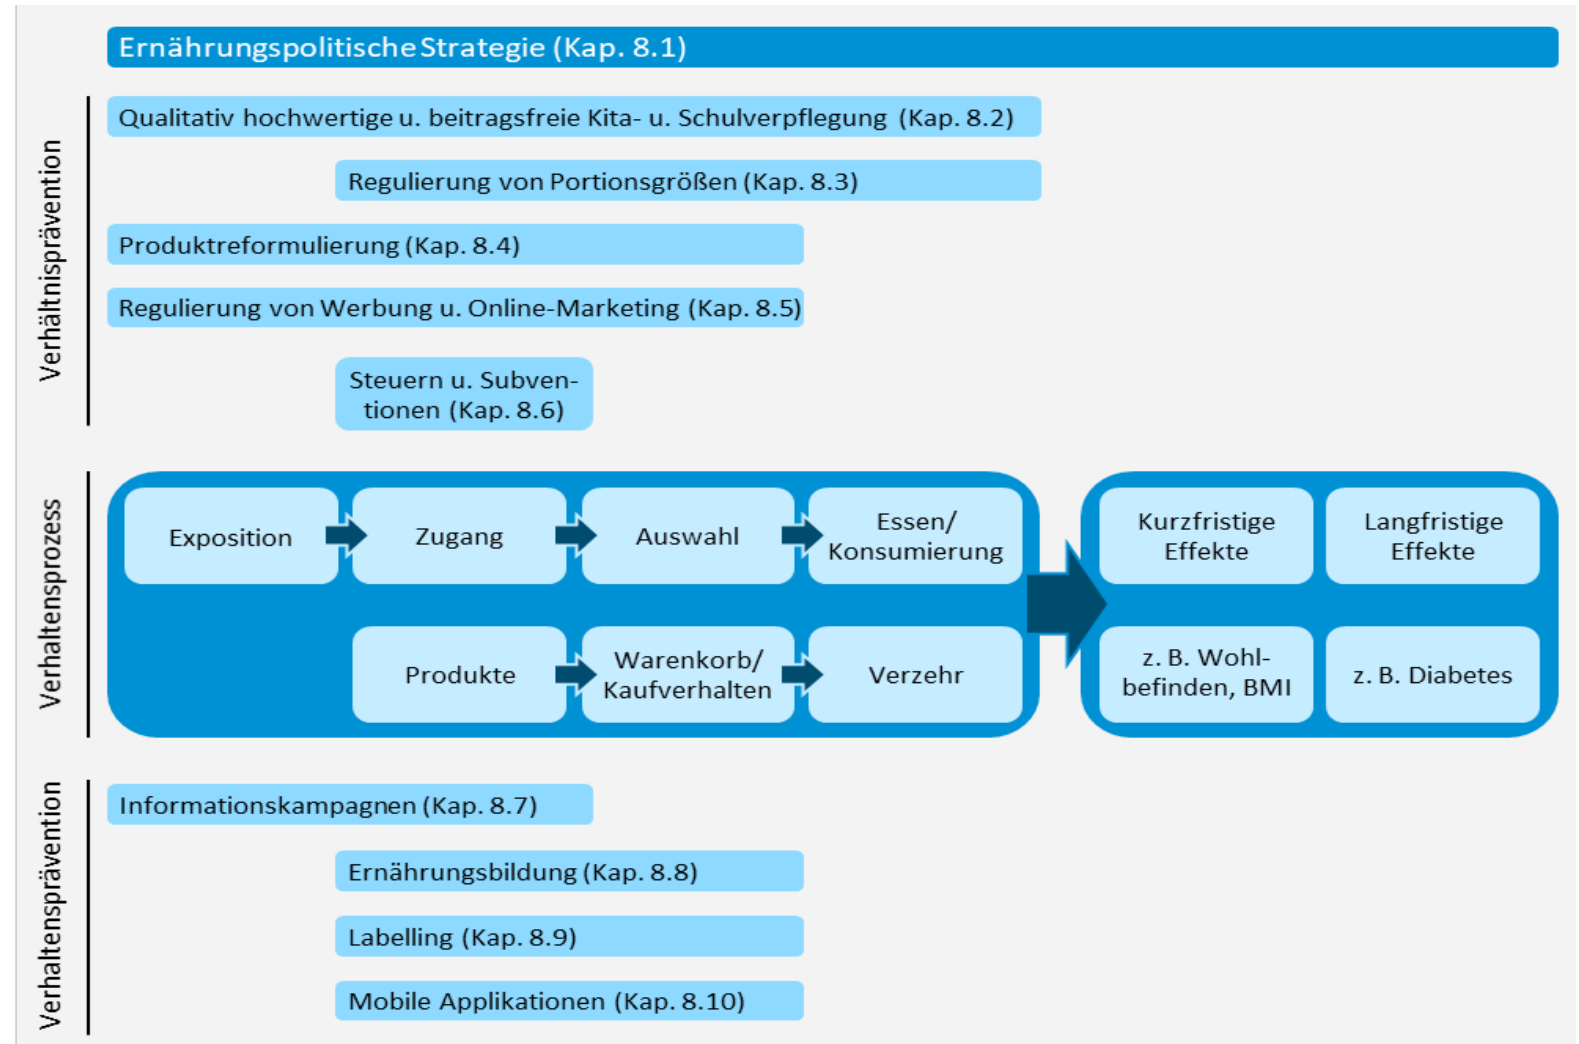 Ernährungspolitische Strategie (Kap. 8.1)
Verhältnisprävention
Qualitativ hochwertige u. beitragsfreie Kita- u. Schulverpflegung (Kap. 8.2)
Regulierung von Portionsgrößen (Kap. 8.3)
Produktreformulierung (Kap. 8.4)
Regulierung von Werbung u. Online-Marketing (Kap. 8.5)
Steuern u. Subven-
tionen (Kap. 8.6)
Verhaltensprozess
Exposition
Zugang
Auswahl
Essen/
Konsumierung
Kurzfristige
Effekte
Langfristige
Effekte
Produkte
Warenkorb/
Kaufverhalten
Verzehr
z. B. Wohl-
befinden, BMI
z. B. Diabetes
Verhaltensprävention
Informationskampagnen (Kap. 8.7)
Ernährungsbildung (Kap. 8.8)
Labelling (Kap. 8.9)
Mobile Applikationen (Kap. 8.10)